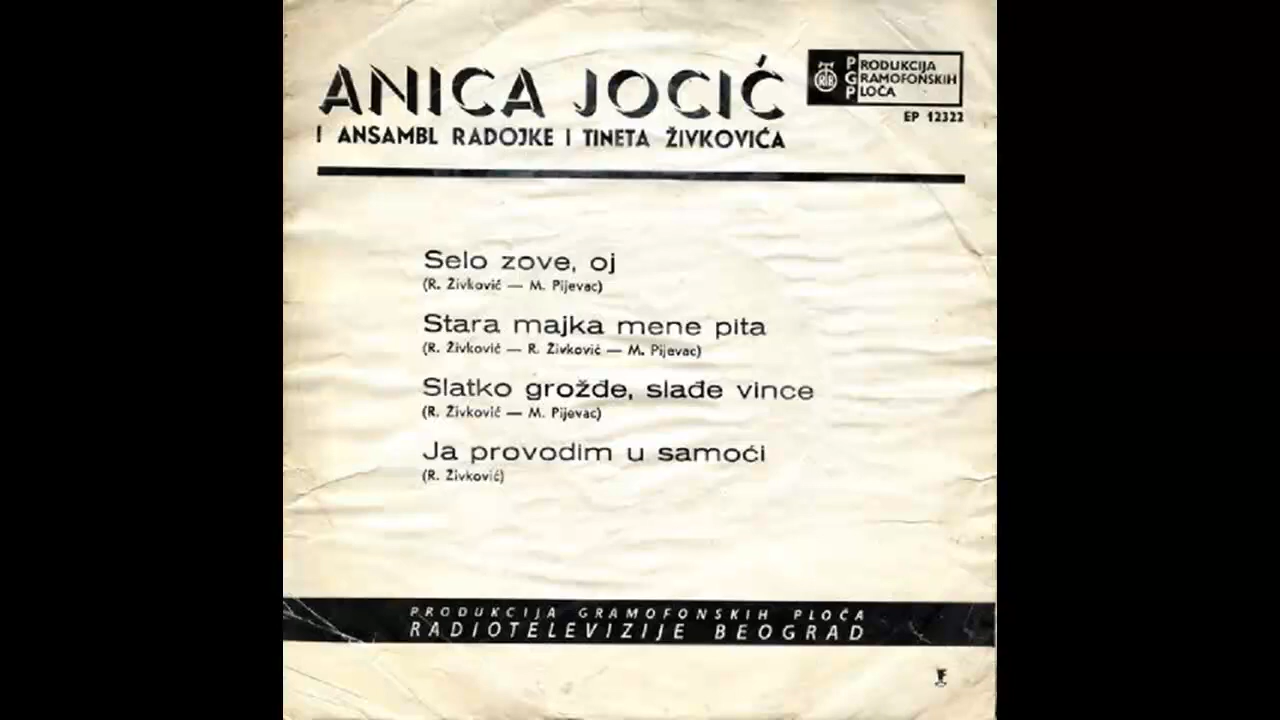 ANICA JOCIĆ
I ANSAMBL RADOJKE I TINETA ŽIVKOVIĆA
RTB
PGP
PRODUKCIJA
GRAMOFONSKIH
PLOČA
EP 12322
Selo zove, oj
(R. Živković — M. Pijevac)
Stara majka mene pita
(R. Živković — R. Živković — M. Pijevac)
Slatko grožđe, slađe vince
(R. Živković — M. Pijevac)
Ja provodim u samoći
(R. Živković)
PRODUKCIJA GRAMOFONSKIH PLOČA
RADIOTELEVIZIJE BEOGRAD